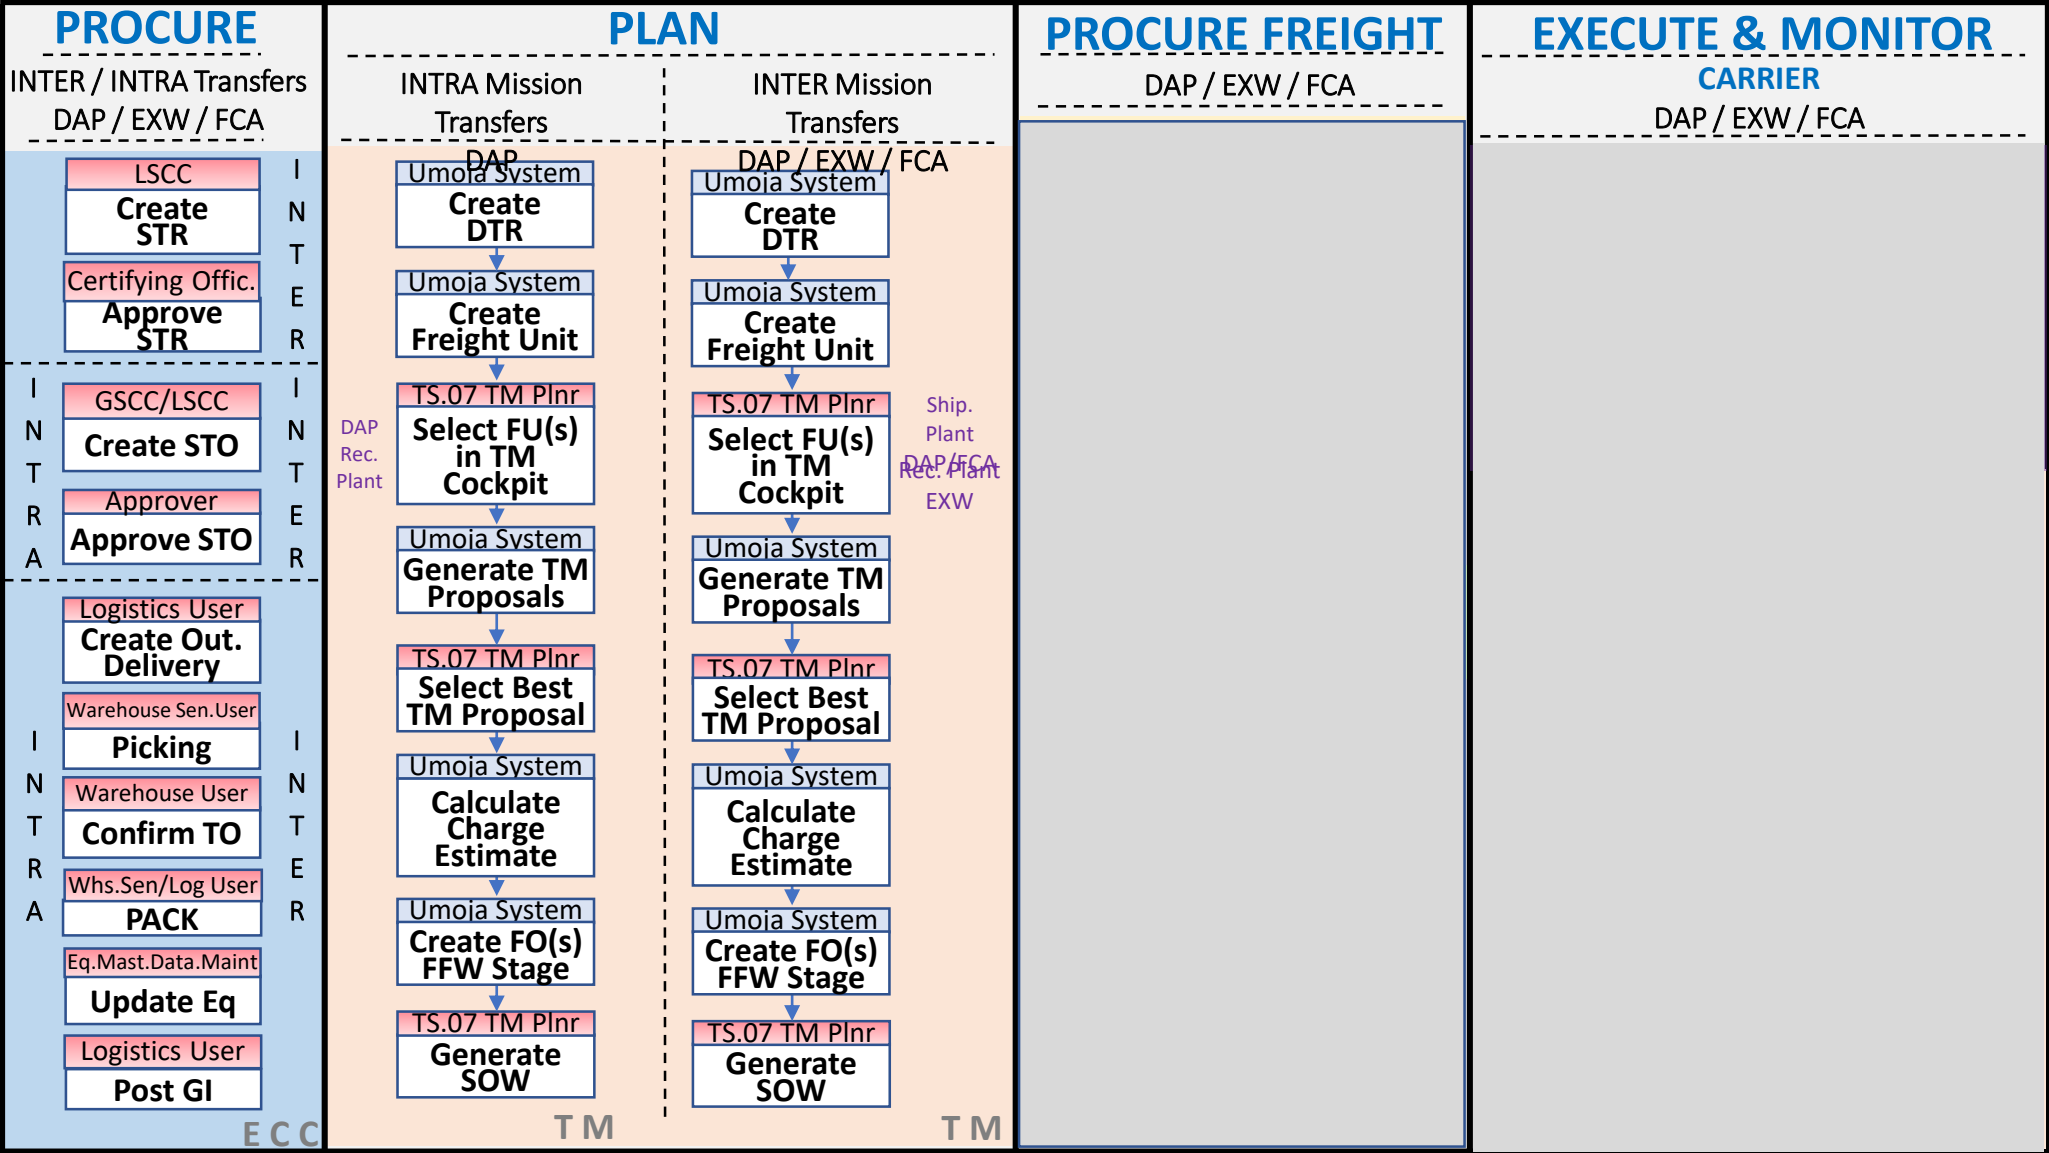 PROCURE
INTER / INTRA Transfers
DAP / EXW / FCA
LSCC
Create
STR
Certifying Offic.
Approve
STR
I
N
T
E
R
GSCC/LSCC
Create STO
Approver
Approve STO
I
N
T
R
A
I
N
T
E
R
Logistics User
Create Out.
Delivery
Warehouse Sen.User
Picking
Warehouse User
Confirm TO
Whs.Sen/Log User
PACK
Eq.Mast.Data.Maint
Update Eq
Logistics User
Post GI
I
N
T
R
A
I
N
T
E
R
E C C
PLAN
INTRA Mission
Transfers
DAP
Umoja System
Create
DTR
Umoja System
Create
Freight Unit
TS.07 TM Plnr
Select FU(s)
in TM
Cockpit
DAP
Rec.
Plant
Umoja System
Generate TM
Proposals
TS.07 TM Plnr
Select Best
TM Proposal
Umoja System
Calculate
Charge
Estimate
Umoja System
Create FO(s)
FFW Stage
TS.07 TM Plnr
Generate
SOW
T M
INTER Mission
Transfers
DAP / EXW / FCA
Umoja System
Create
DTR
Umoja System
Create
Freight Unit
TS.07 TM Plnr
Select FU(s)
in TM
Cockpit
Ship.
Plant
DAP/FCA
Rec. Plant
EXW
Umoja System
Generate TM
Proposals
TS.07 TM Plnr
Select Best
TM Proposal
Umoja System
Calculate
Charge
Estimate
Umoja System
Create FO(s)
FFW Stage
TS.07 TM Plnr
Generate
SOW
T M
PROCURE FREIGHT
DAP / EXW / FCA
EXECUTE & MONITOR
CARRIER
DAP / EXW / FCA